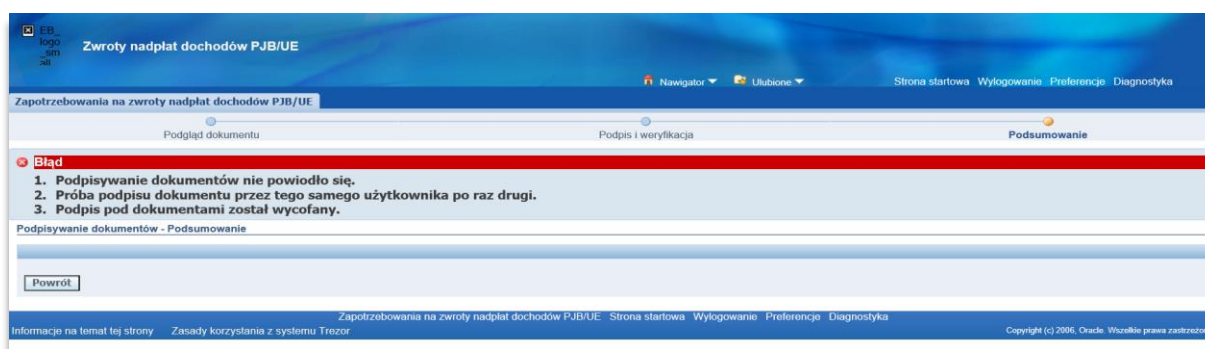 EB_
logo
_sm
all
Zwroty nadpłat dochodów PJB/UE
Nawigator Ulubione Strona startowa Wylogowanie Preferencje Diagnostyka
Zapotrzebowania na zwroty nadpłat dochodów PJB/UE
Podgląd dokumentu Podpis i weryfikacja Podsumowanie
Błąd
1. Podpisywanie dokumentów nie powiodło się.
2. Próba podpisu dokumentu przez tego samego użytkownika po raz drugi.
3. Podpis pod dokumentami został wycofany.
Podpisywanie dokumentów - Podsumowanie
Powrót
Zapotrzebowania na zwroty nadpłat dochodów PJB/UE Strona startowa Wylogowanie Preferencje Diagnostyka
Informacje na temat tej strony Zasady korzystania z systemu Trezor Copyright (c) 2006, Oracle. Wszelkie prawa zastrzeżo